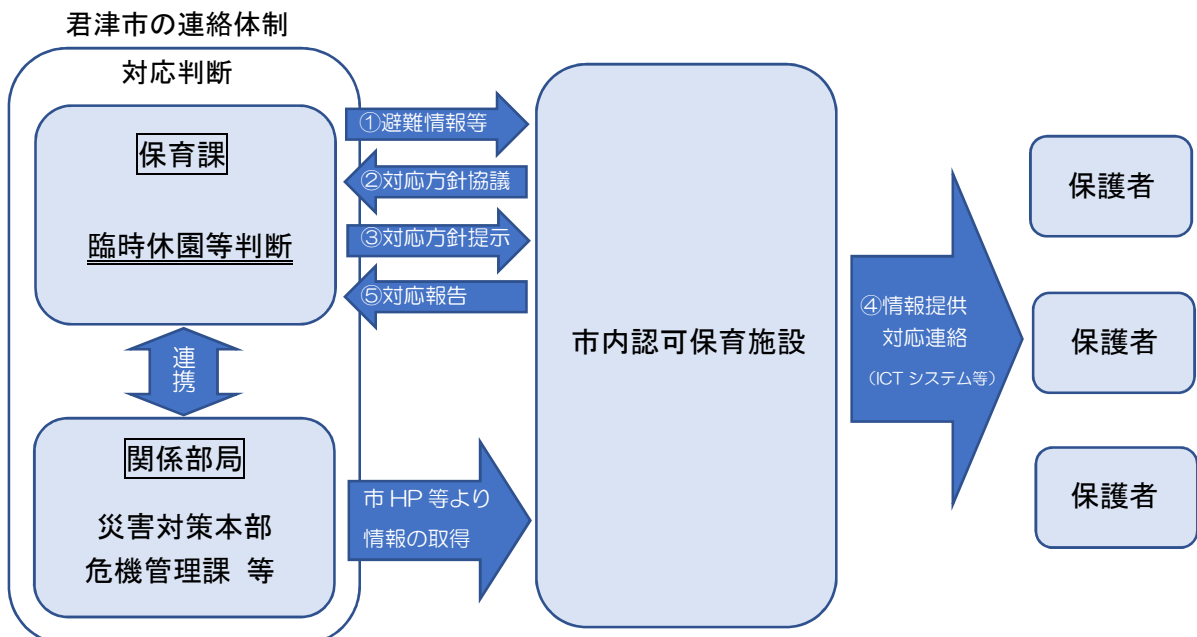 君津市の連絡体制
対応判断
保育課
臨時休園等判断
連携
関係部局
災害対策本部
危機管理課 等
①避難情報等
②対応方針協議
③対応方針提示
⑤対応報告
市 HP 等より
情報の取得
市内認可保育施設
④情報提供
対応連絡
（ICT システム等）
保護者
保護者
保護者